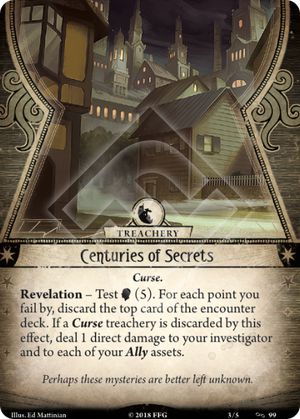 TREACHERY
Centuries of Secrets
Curse.
Revelation – Test (5). For each point you
fail by, discard the top card of the encounter
deck. If a Curse treachery is discarded by this
effect, deal 1 direct damage to your investigator
and to each of your Ally assets.
Perhaps these mysteries are better left unknown.
Illus. Ed Mattinian
© 2018 FFG
3/5
99